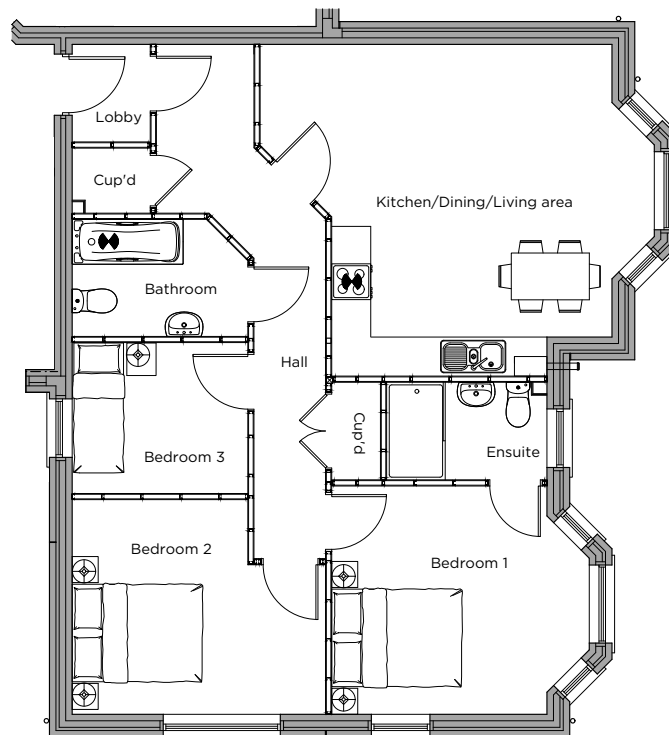 Lobby
Cup'd
Kitchen/Dining/Living area
Bathroom
Hall
Cup'd
Ensuite
Bedroom 3
Bedroom 2
Bedroom 1